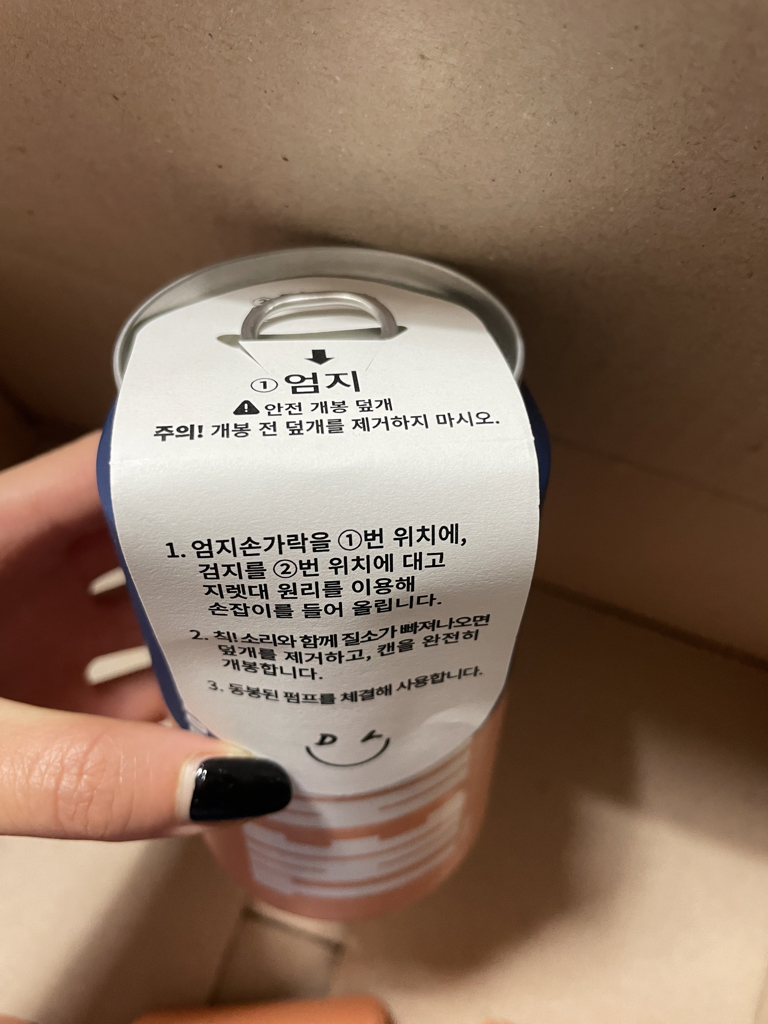 ① 엄지
안전 개봉 덮개
주의! 개봉 전 덮개를 제거하지 마시오.
1. 엄지손가락을 ①번 위치에,
검지를 ②번 위치에 대고
지렛대 원리를 이용해
손잡이를 들어 올립니다.
2. 칙! 소리와 함께 질소가 빠져나오면
덮개를 제거하고, 캔을 완전히
개봉합니다.
3. 동봉된 펌프를 체결해 사용합니다.